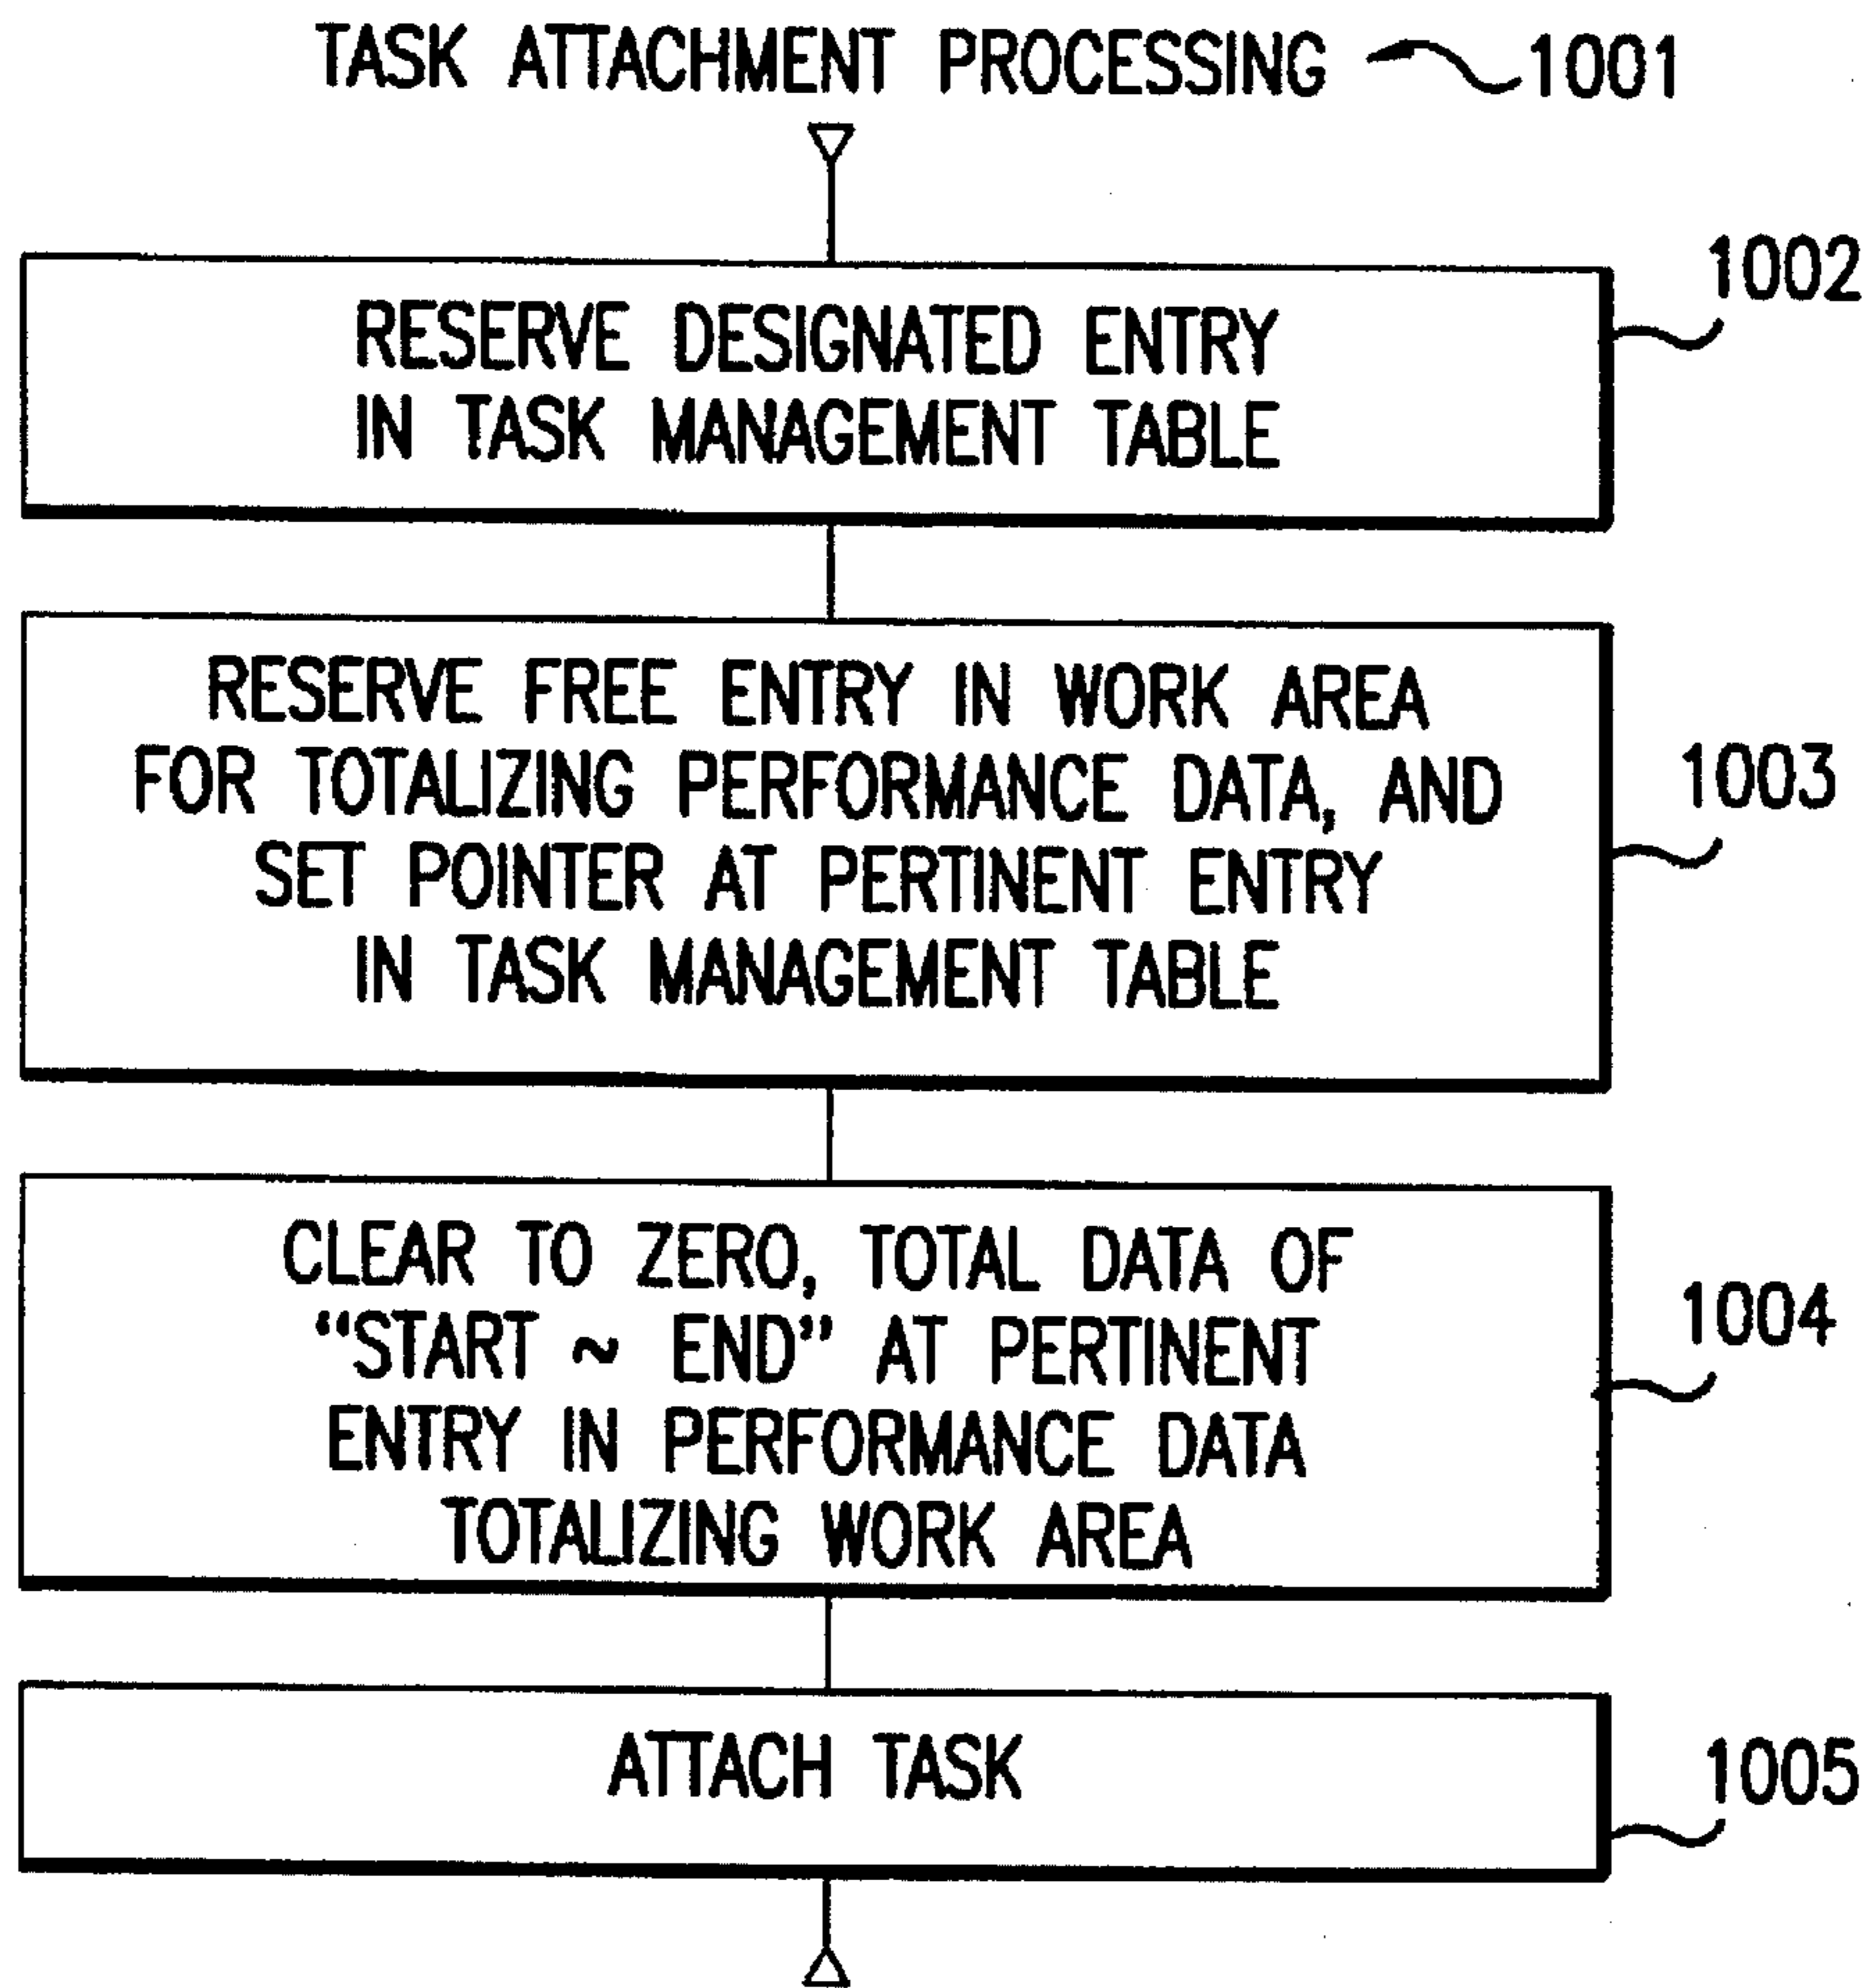 TASK ATTACHMENT PROCESSING 1001
1002
RESERVE DESIGNATED ENTRY
IN TASK MANAGEMENT TABLE
RESERVE FREE ENTRY IN WORK AREA
FOR TOTALIZING PERFORMANCE DATA, AND
1003
SET POINTER AT PERTINENT ENTRY
IN TASK MANAGEMENT TABLE
CLEAR TO ZERO, TOTAL DATA OF
1004
“START ~ END” AT PERTINENT
ENTRY IN PERFORMANCE DATA
TOTALIZING WORK AREA
ATTACH TASK
1005